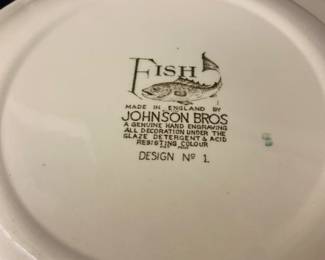 FISH
MADE IN ENGLAND BY
JOHNSON BROS
A GENUINE HAND ENGRAVING
ALL DECORATION UNDER THE
GLAZE DETERGENT & ACID
RESISTING COLOUR
DESIGN No 1.